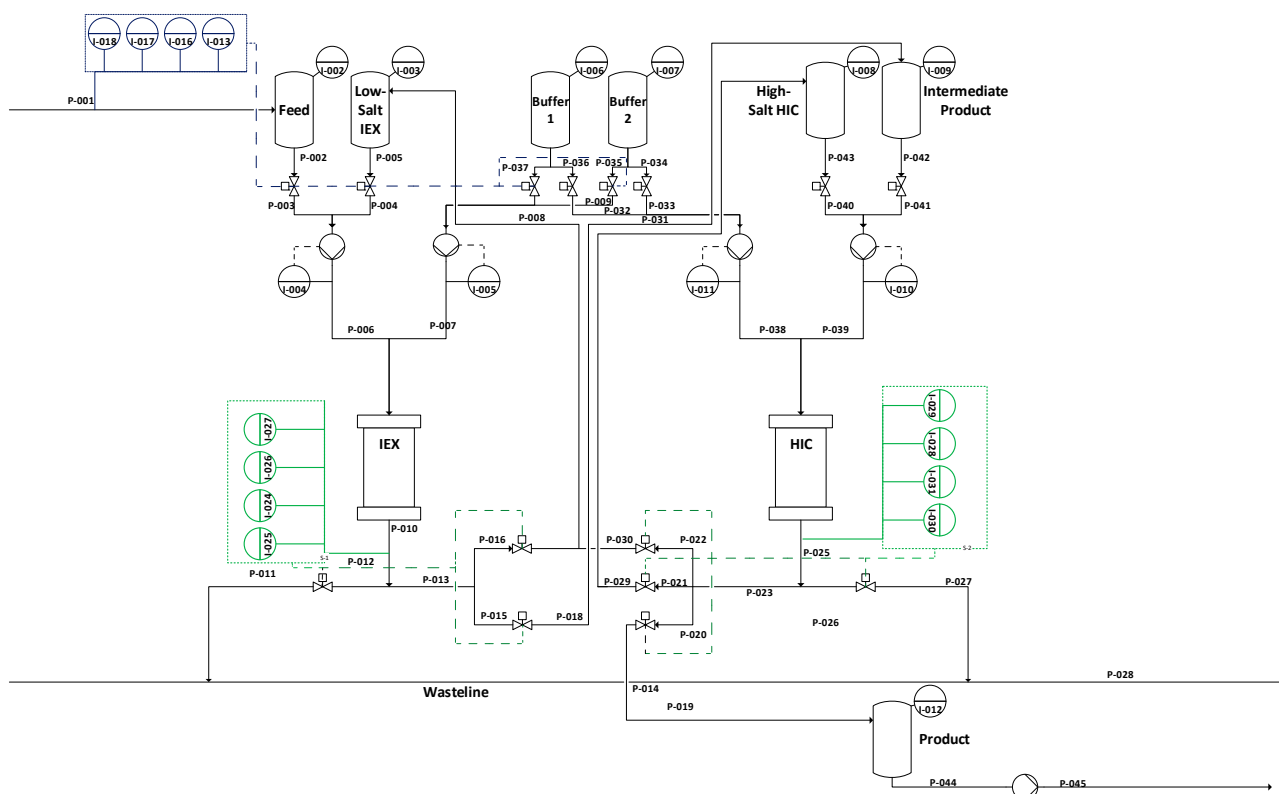 I-018
I-017
I-016
I-013
I-002
I-003
I-006
I-007
I-008
I-009
P-001
Feed
Low-
Salt
IEX
Buffer
1
Buffer
2
High-
Salt HIC
Intermediate
Product
P-002
P-005
P-037
P-036
P-035
P-034
P-043
P-042
P-003
P-004
P-008
P-009
P-032
P-031
P-033
P-040
P-041
I-004
I-005
I-011
I-010
P-006
P-007
P-038
P-039
I-027
I-026
I-024
I-025
IEX
HIC
I-029
I-028
I-031
I-030
P-010
P-016
P-030
P-022
P-025
S-1
S-2
P-011
P-012
P-013
P-029
P-021
P-023
P-027
P-015
P-018
P-020
P-026
Wasteline
P-014
P-028
P-019
I-012
Product
P-044
P-045